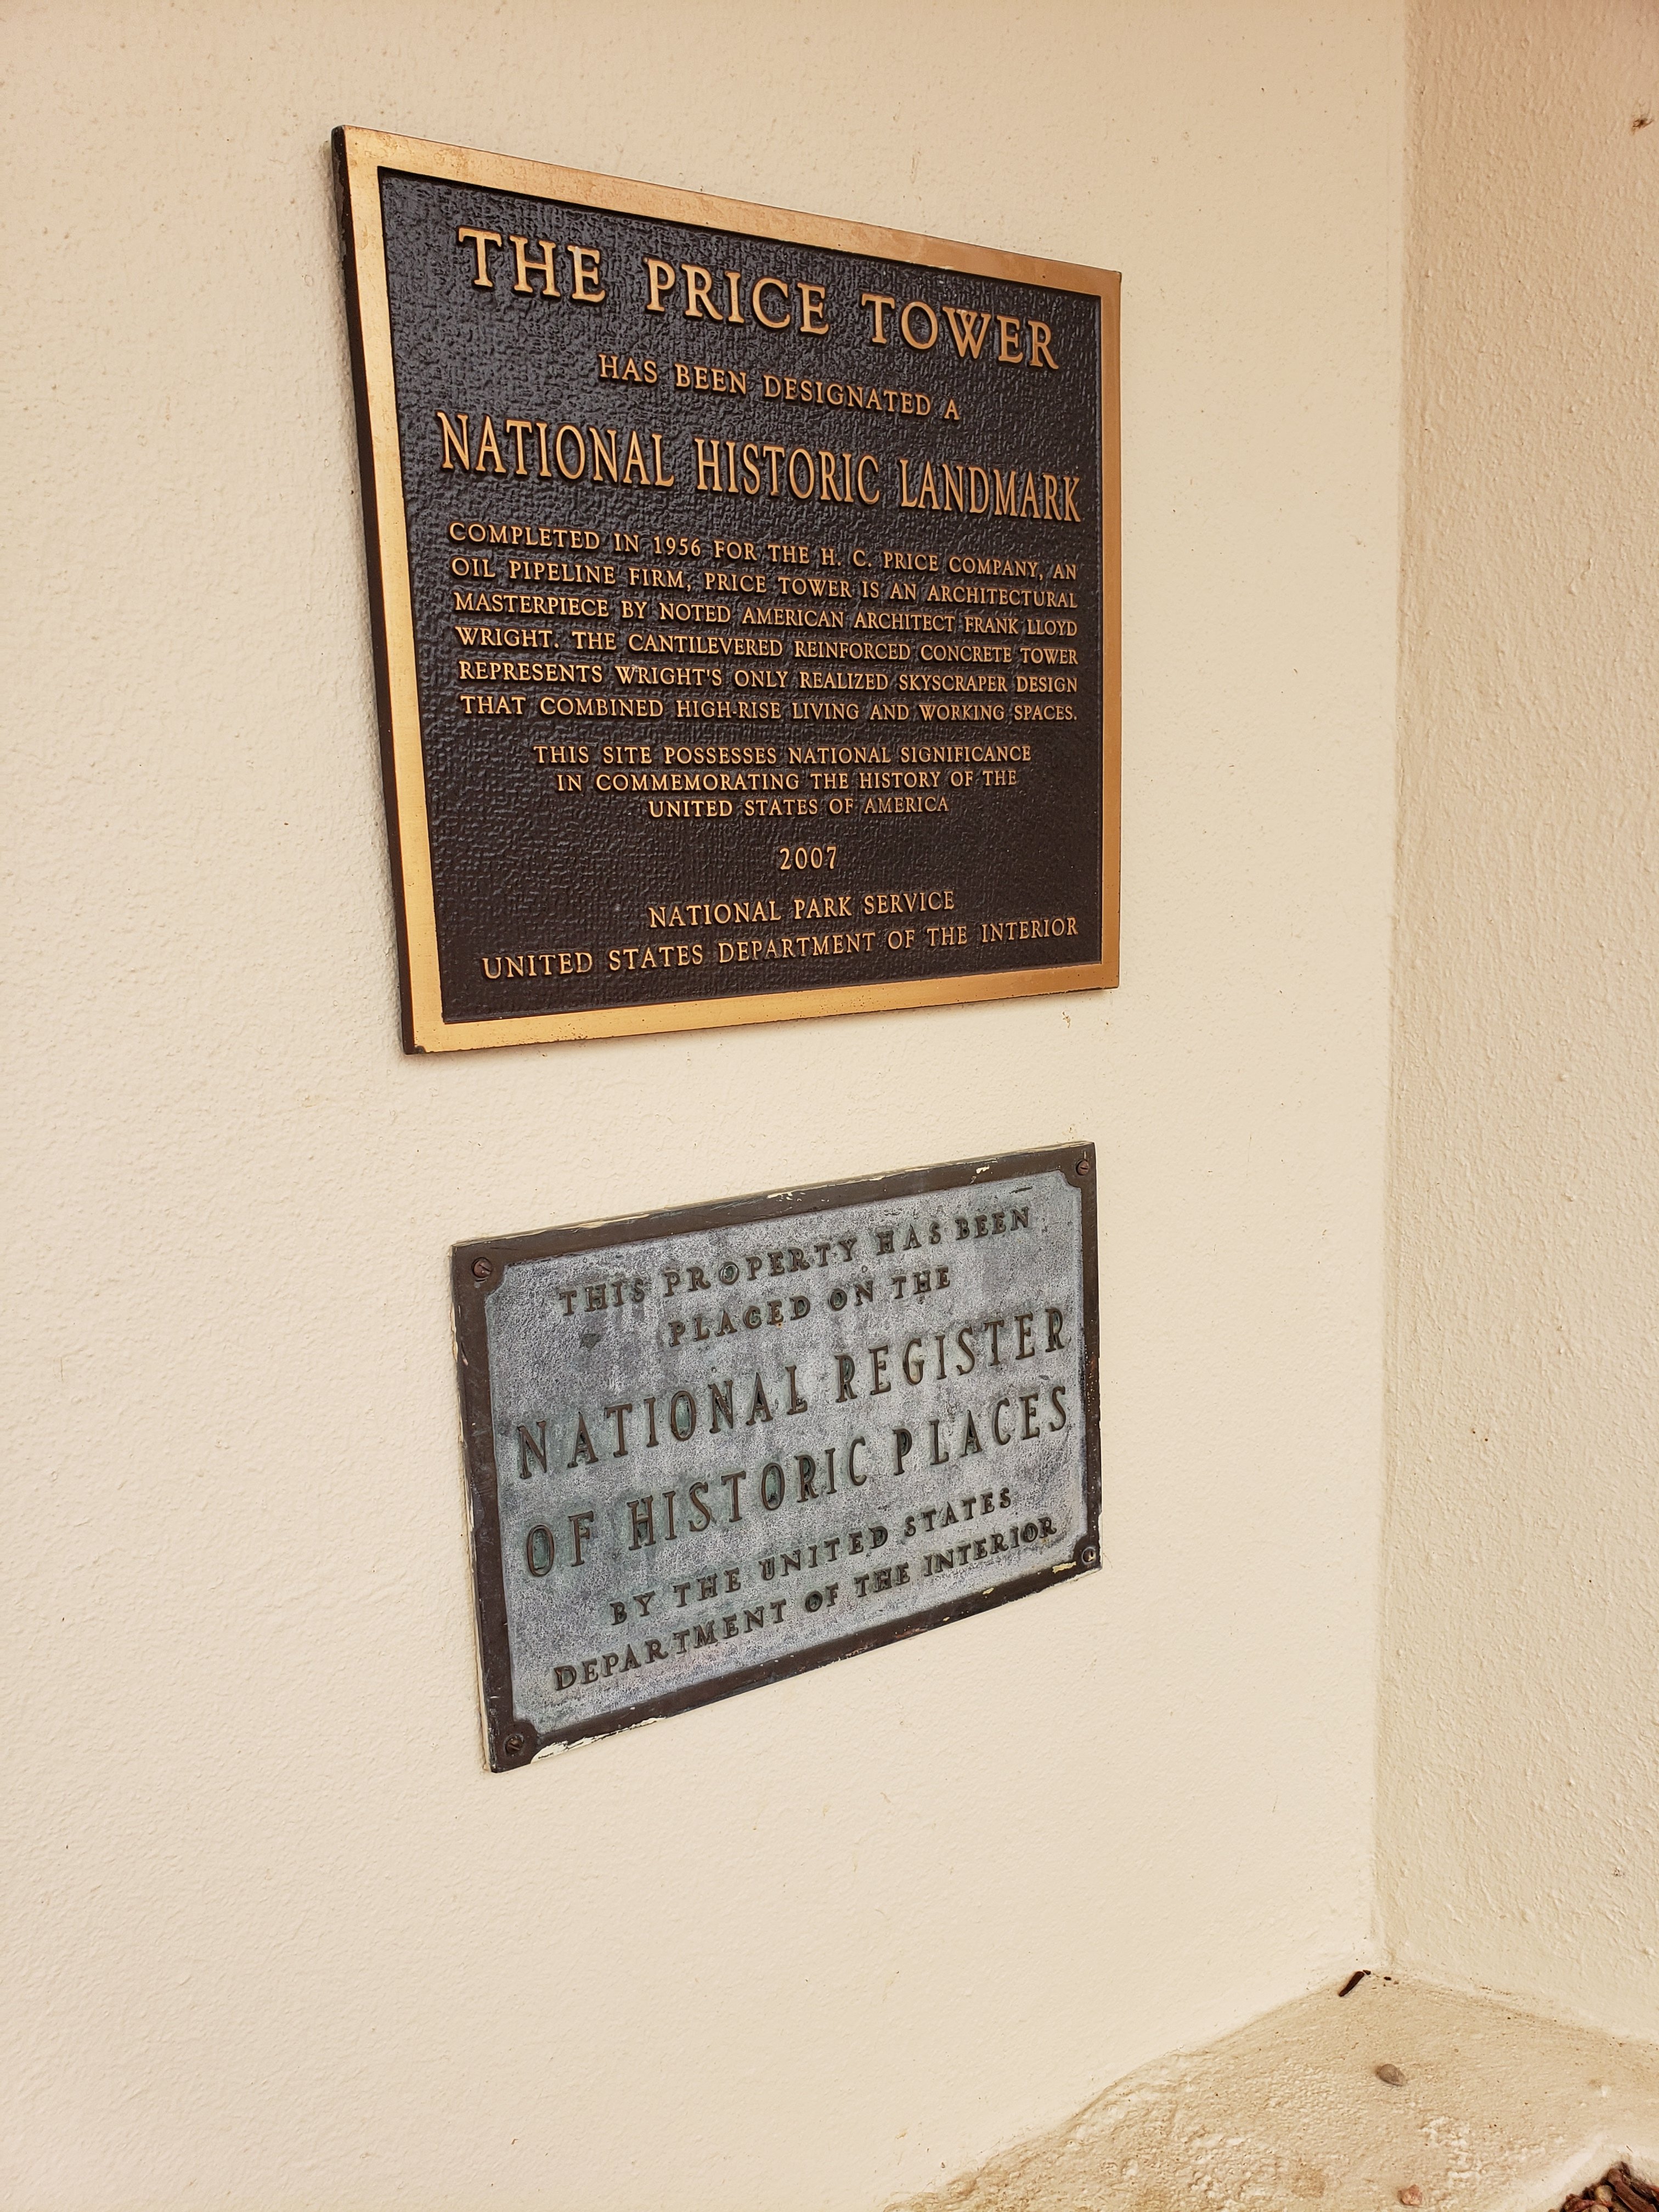 THE PRICE TOWER
HAS BEEN DESIGNATED A
NATIONAL HISTORIC LANDMARK
COMPLETED IN 1956 FOR THE H. C. PRICE COMPANY, AN
OIL PIPELINE FIRM, PRICE TOWER IS AN ARCHITECTURAL
MASTERPIECE BY NOTED AMERICAN ARCHITECT FRANK LLOYD
WRIGHT. THE CANTILEVERED REINFORCED CONCRETE TOWER
REPRESENTS WRIGHT'S ONLY REALIZED SKYSCRAPER DESIGN
THAT COMBINED HIGH-RISE LIVING AND WORKING SPACES.
THIS SITE POSSESSES NATIONAL SIGNIFICANCE
IN COMMEMORATING THE HISTORY OF THE
UNITED STATES OF AMERICA
2007
NATIONAL PARK SERVICE
UNITED STATES DEPARTMENT OF THE INTERIOR
THIS PROPERTY HAS BEEN
PLACED ON THE
NATIONAL REGISTER
OF HISTORIC PLACES
BY THE UNITED STATES
DEPARTMENT OF THE INTERIOR